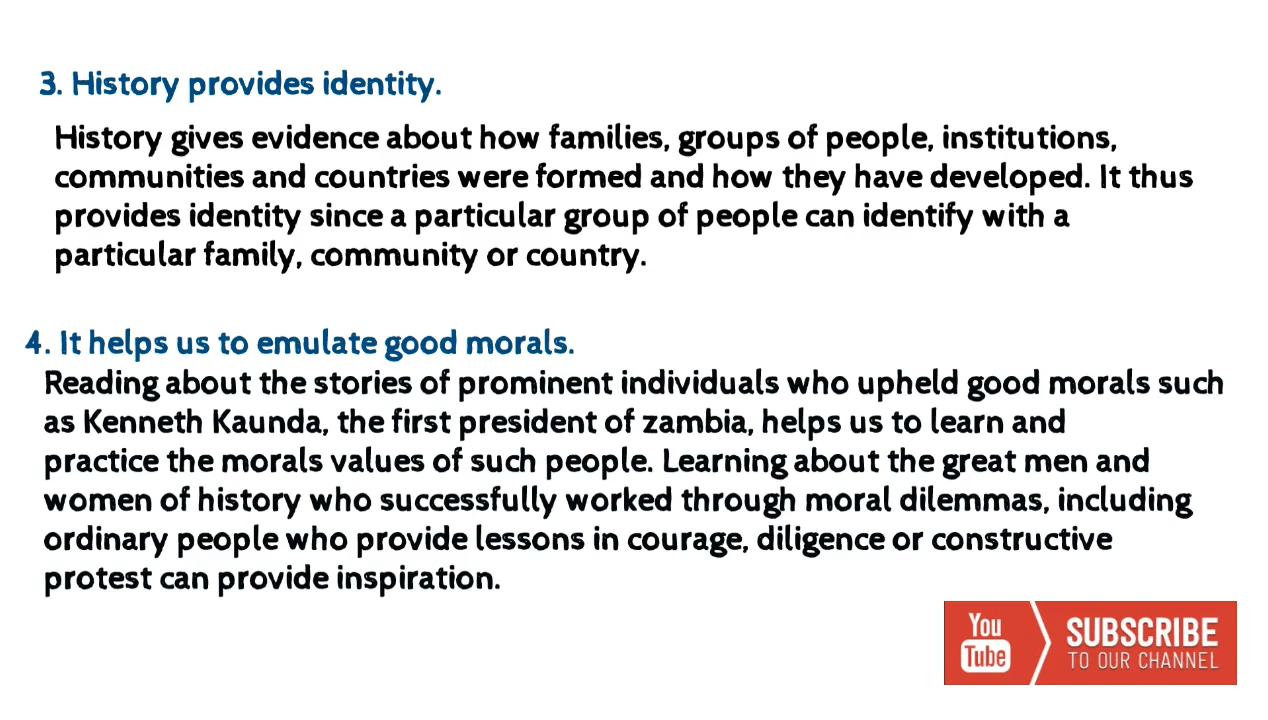 3. History provides identity.
History gives evidence about how families, groups of people, institutions,
communities and countries were formed and how they have developed. It thus
provides identity since a particular group of people can identify with a
particular family, community or country.
4. It helps us to emulate good morals.
Reading about the stories of prominent individuals who upheld good morals such
as Kenneth Kaunda, the first president of zambia, helps us to learn and
practice the morals values of such people. Learning about the great men and
women of history who successfully worked through moral dilemmas, including
ordinary people who provide lessons in courage, diligence or constructive
protest can provide inspiration.
You
Tube
SUBSCRIBE
TO OUR CHANNEL